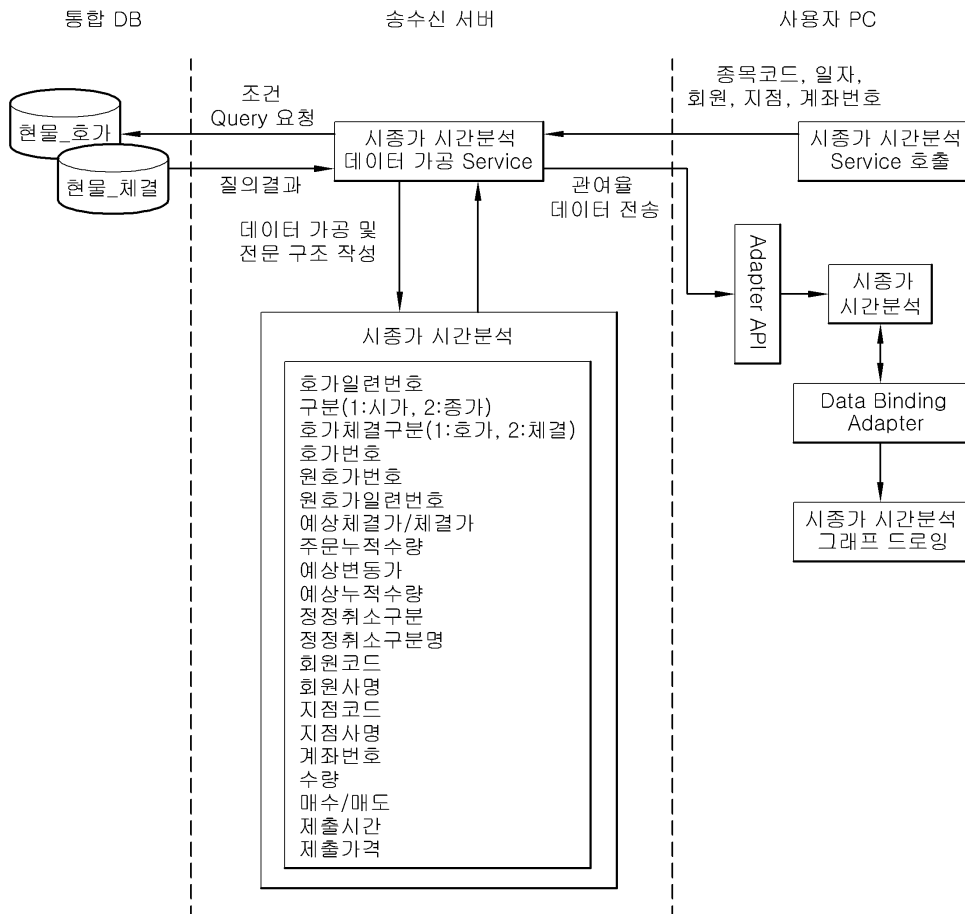 통합 DB
송수신 서버
사용자 PC
현물_호가
현물_체결
조건
Query 요청
질의결과
시종가 시간분석
데이터 가공 Service
종목코드, 일자,
회원, 지점, 계좌번호
시종가 시간분석
Service 호출
관여율
데이터 전송
데이터 가공 및
전문 구조 작성
Adapter API
시종가
시간분석
Data Binding
Adapter
시종가 시간분석
그래프 드로잉
시종가 시간분석
호가일련번호
구분(1:시가, 2:종가)
호가체결구분(1:호가, 2:체결)
호가번호
원호가번호
원호가일련번호
예상체결가/체결가
주문누적수량
예상변동가
예상누적수량
정정취소구분
정정취소구분명
회원코드
회원사명
지점코드
지점사명
계좌번호
수량
매수/매도
제출시간
제출가격